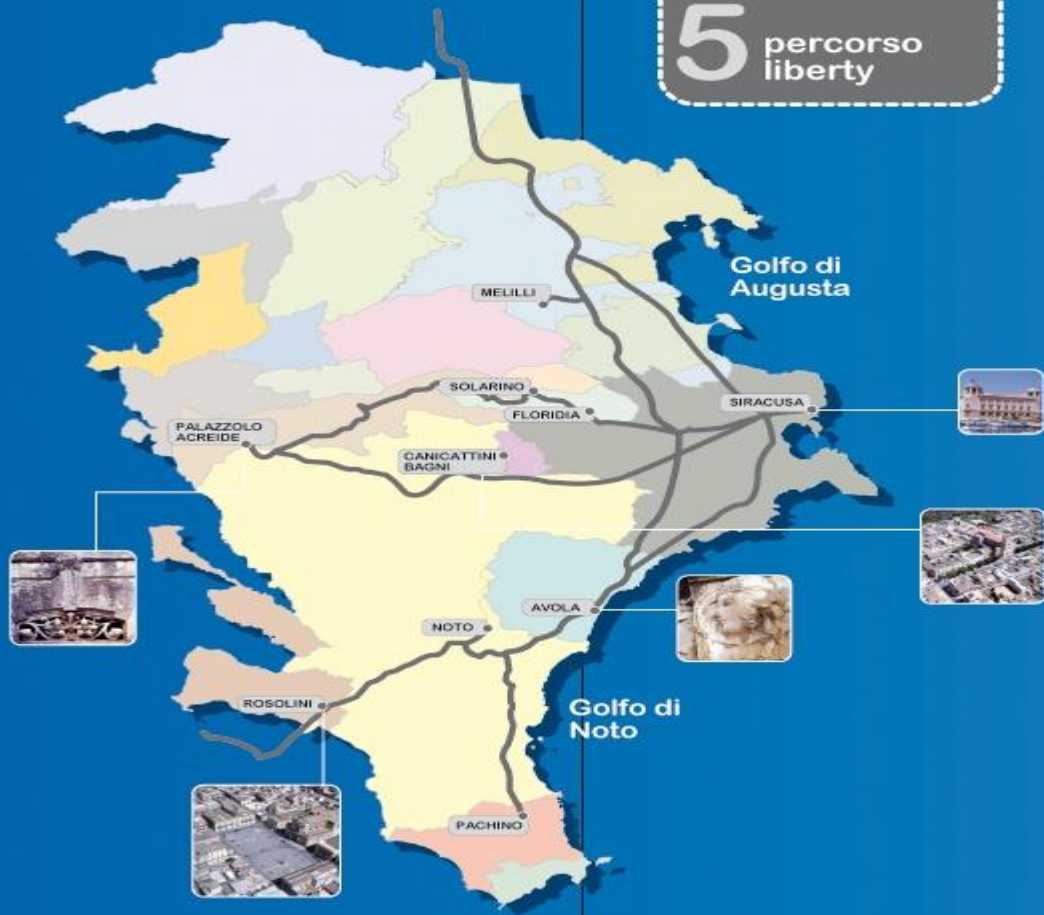 5 percorso
liberty
Golfo di
Augusta
MELILLI
SOLARINO
FLORIDIA
SIRACUSA
PALAZZOLO
ACREIDE
CANICATTINI
BAGNI
AVOLA
NOTO
ROSOLINI
Golfo di
Noto
PACHINO